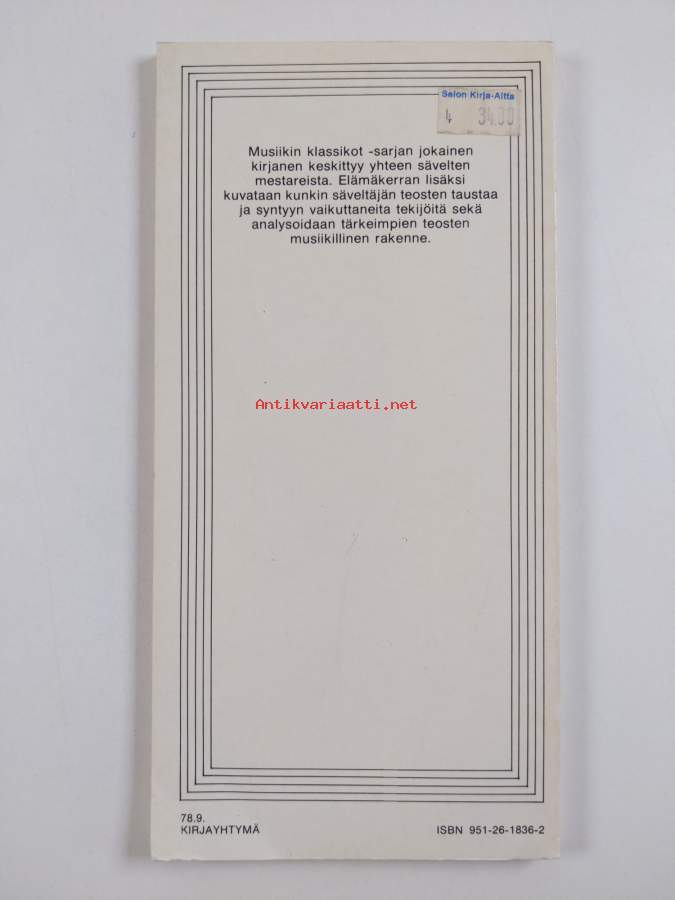 Salon Kirja-Aitta
4 34.00
Musiikin klassikot -sarjan jokainen
kirjanen keskittyy yhteen sävelten
mestareista. Elämäkerran lisäksi
kuvataan kunkin säveltäjän teosten taustaa
ja syntyyn vaikuttaneita tekijöitä sekä
analysoidaan tärkeimpien teosten
musiikillinen rakenne.
Antikvariaatti.net
78.9.
KIRJAYHTYMÄ
ISBN 951-26-1836-2